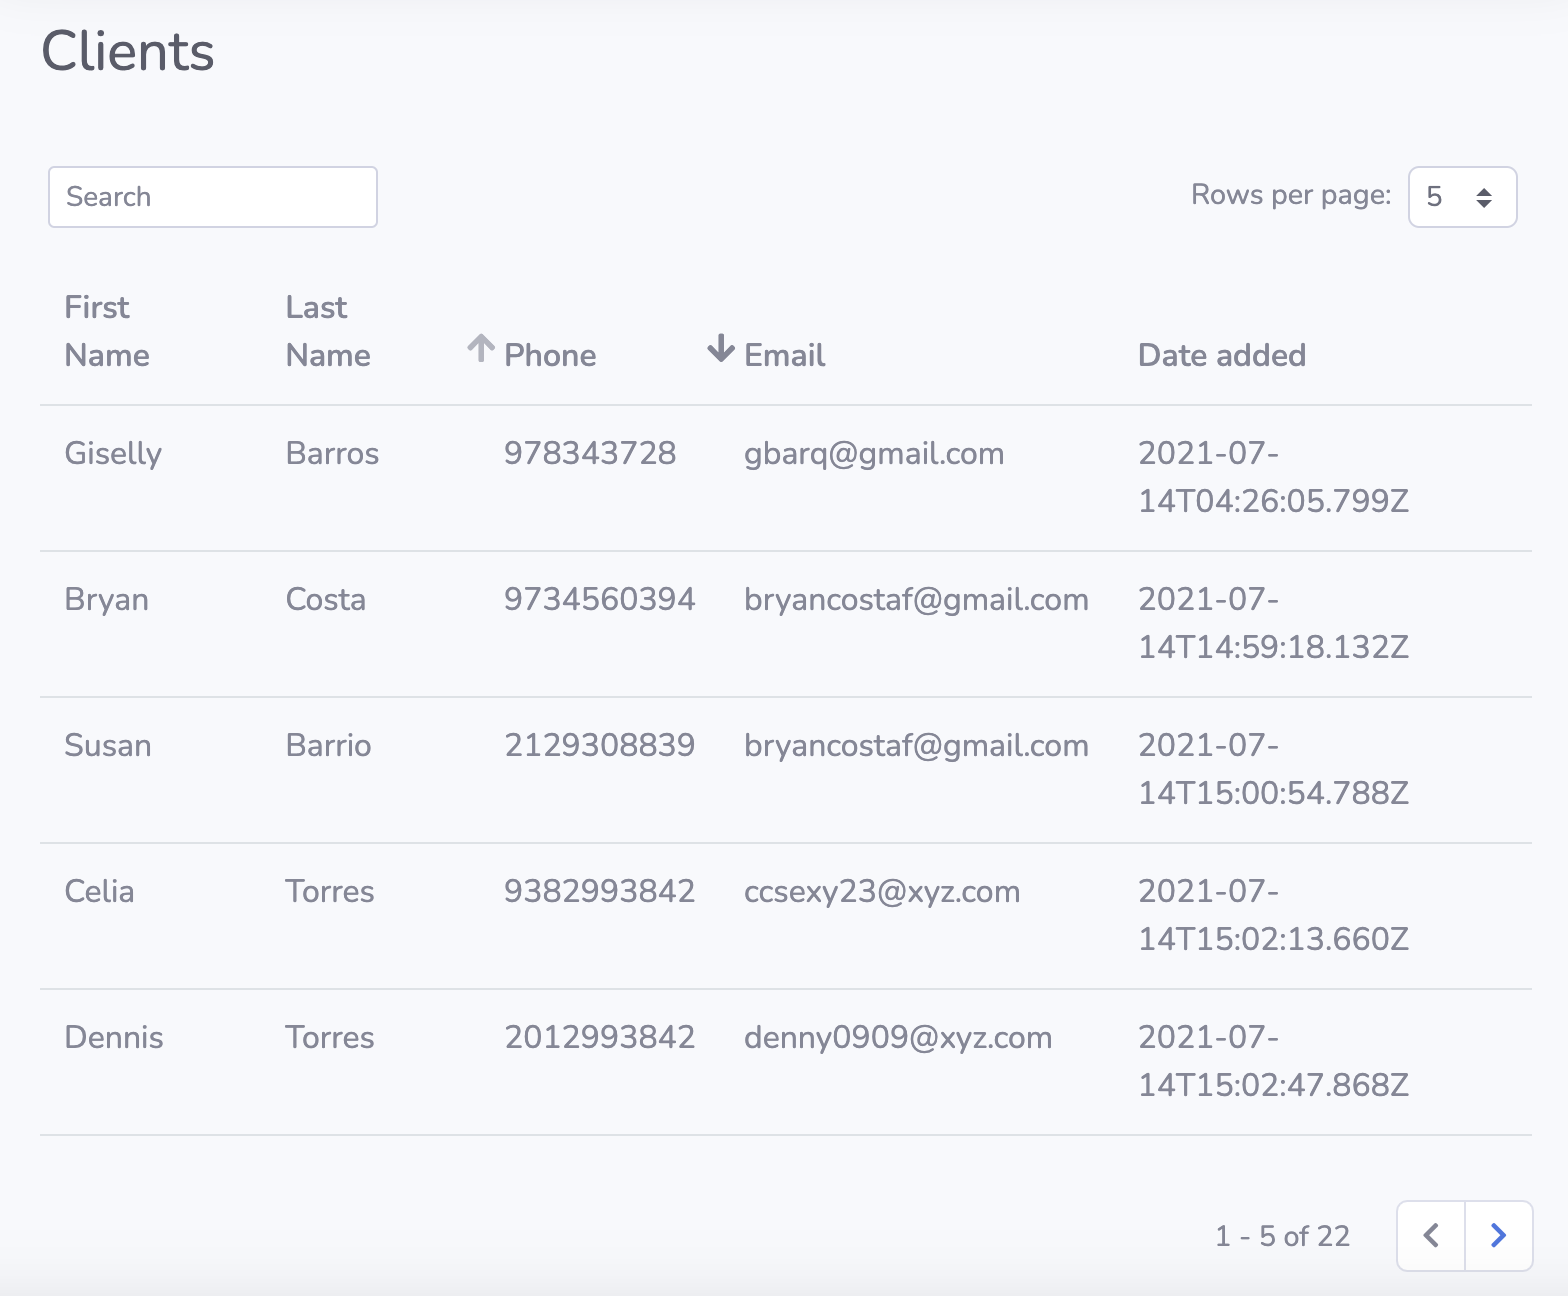 Clients
Search
Rows per page: 5
First Name Last Name Phone Email Date added
Giselly Barros 978343728 gbarq@gmail.com 2021-07-
14T04:26:05.799Z
Bryan Costa 9734560394 bryancostaf@gmail.com 2021-07-
14T14:59:18.132Z
Susan Barrio 2129308839 bryancostaf@gmail.com 2021-07-
14T15:00:54.788Z
Celia Torres 9382993842 ccsexy23@xyz.com 2021-07-
14T15:02:13.660Z
Dennis Torres 2012993842 denny0909@xyz.com 2021-07-
14T15:02:47.868Z
1 - 5 of 22